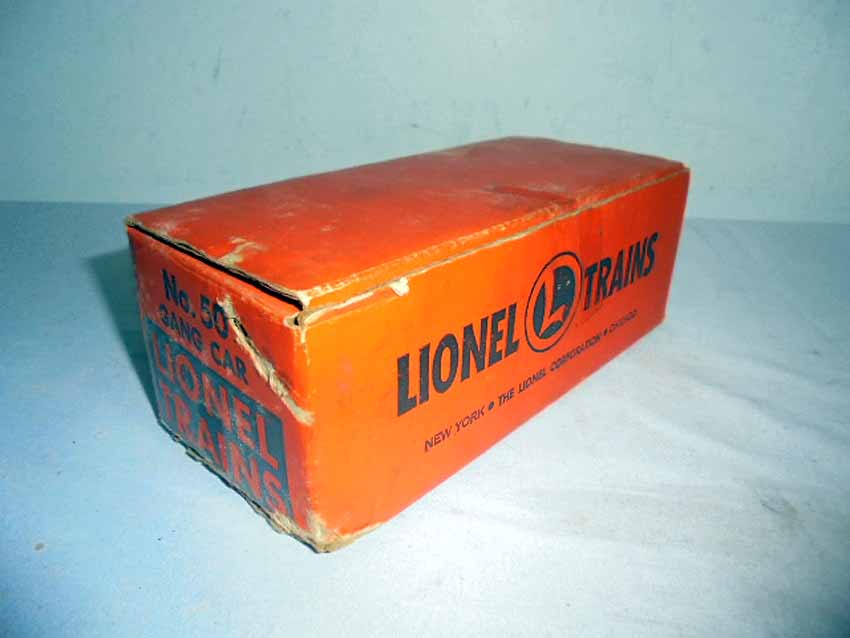 No. 50
GANG CAR
LIONEL
TRAINS
LIONEL L TRAINS
NEW YORK • THE LIONEL CORPORATION • CHICAGO